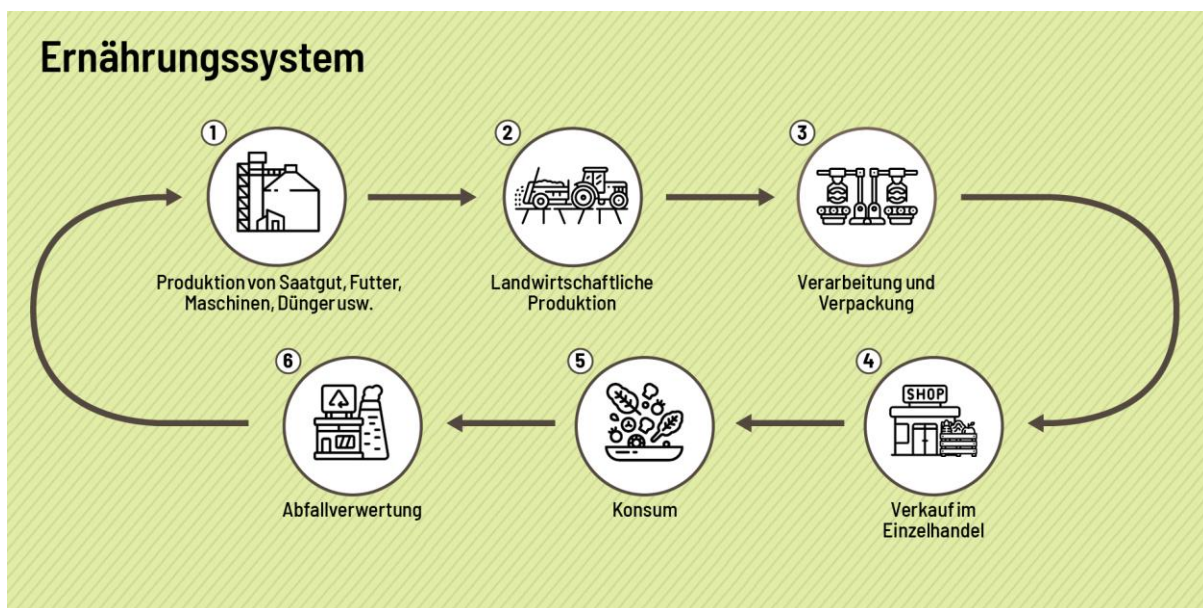 Ernährungssystem
1
Produktion von Saatgut, Futter,
Maschinen, Dünger usw.
2
Landwirtschaftliche
Produktion
3
Verarbeitung und
Verpackung
4
SHOP
Verkauf im
Einzelhandel
5
Konsum
6
Abfallverwertung